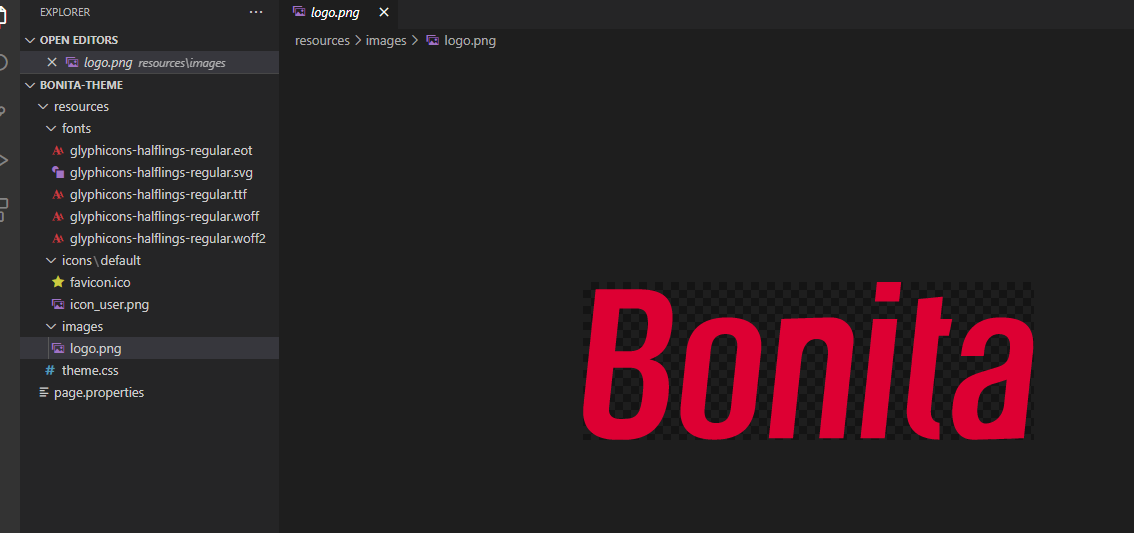 EXPLORER ···
OPEN EDITORS
logo.png resources\images
BONITA-THEME
resources
fonts
glyphicons-halflings-regular.eot
glyphicons-halflings-regular.svg
glyphicons-halflings-regular.ttf
glyphicons-halflings-regular.woff
glyphicons-halflings-regular.woff2
icons\default
favicon.ico
icon_user.png
images
logo.png
theme.css
page.properties
logo.png
resources > images > logo.png
Bonita